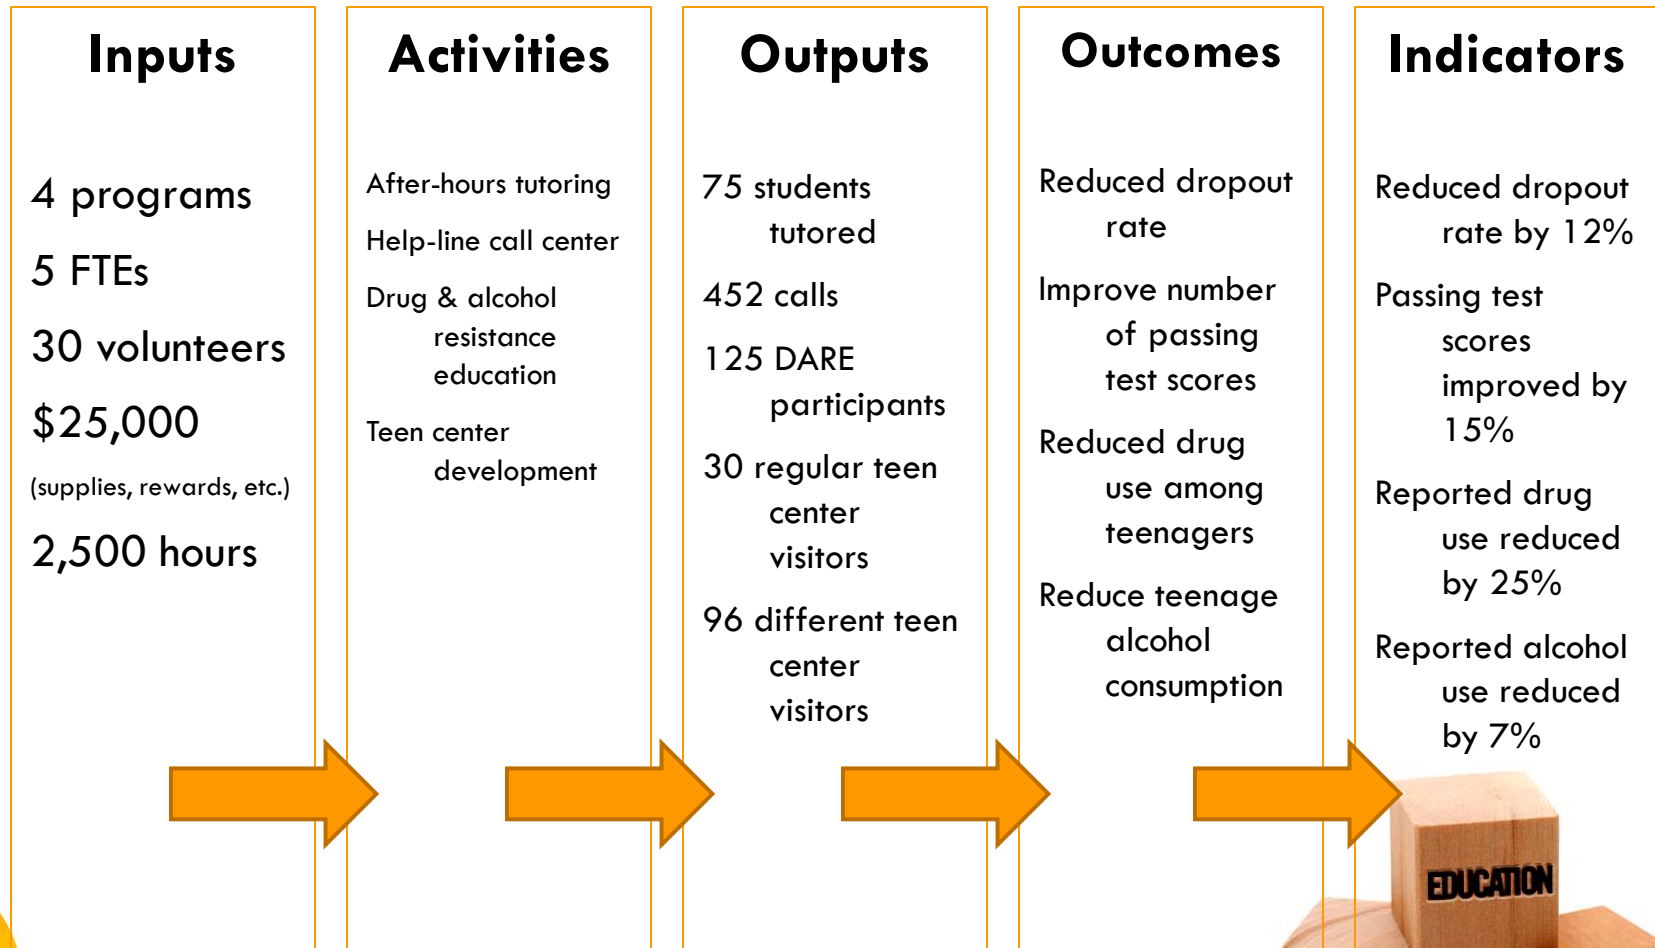 Inputs
4 programs
5 FTEs
30 volunteers
$25,000
(supplies, rewards, etc.)
2,500 hours
Activities
After-hours tutoring
Help-line call center
Drug & alcohol
resistance
education
Teen center
development
Outputs
75 students
tutored
452 calls
125 DARE
participants
30 regular teen
center
visitors
96 different teen
center
visitors
Outcomes
Reduced dropout
rate
Improve number
of passing
test scores
Reduced drug
use among
teenagers
Reduce teenage
alcohol
consumption
Indicators
Reduced dropout
rate by 12%
Passing test
scores
improved by
15%
Reported drug
use reduced
by 25%
Reported alcohol
use reduced
by 7%
EDUCATION